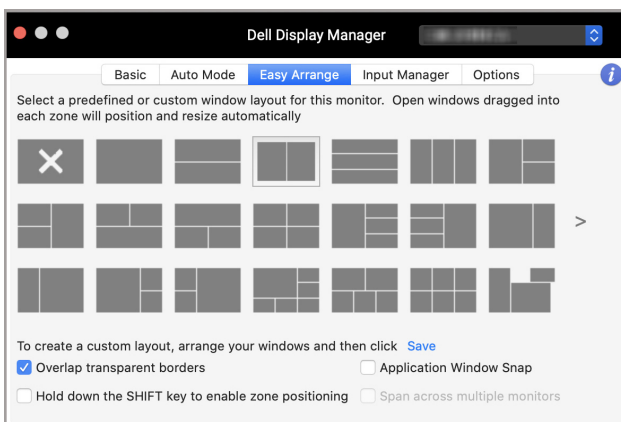 Dell Display Manager
Basic Auto Mode Easy Arrange Input Manager Options
Select a predefined or custom window layout for this monitor. Open windows dragged into
each zone will position and resize automatically
>
To create a custom layout, arrange your windows and then click Save
Overlap transparent borders
Application Window Snap
Hold down the SHIFT key to enable zone positioning
Span across multiple monitors